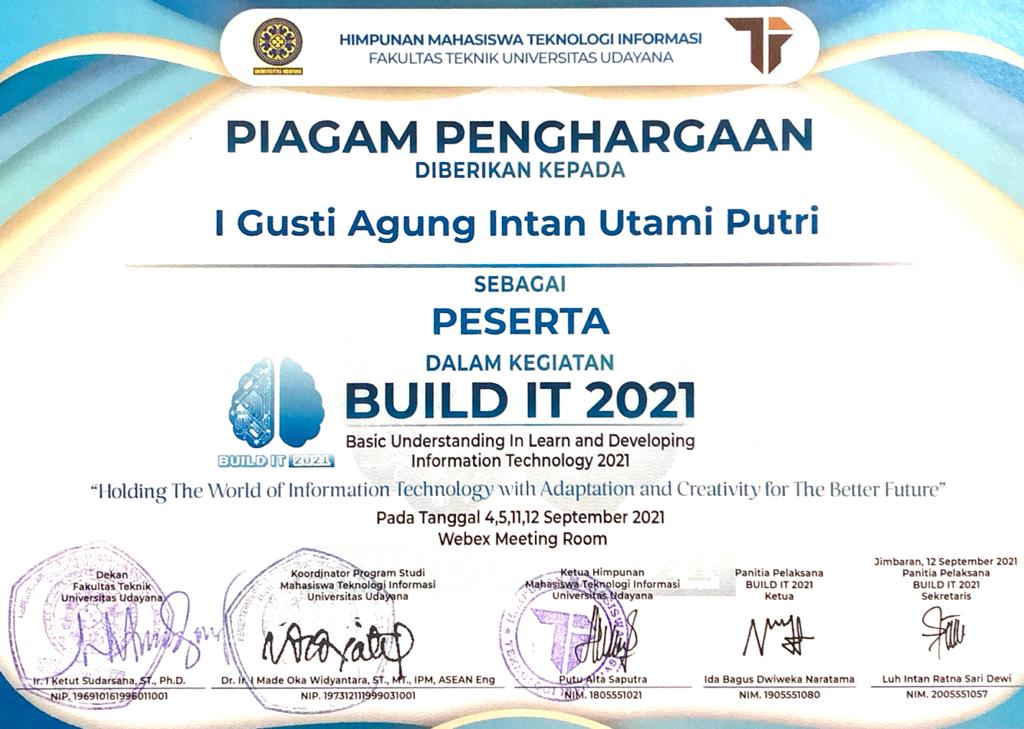 UNIVERSITAS UDAYANA
HIMPUNAN MAHASISWA TEKNOLOGI INFORMASI
FAKULTAS TEKNIK UNIVERSITAS UDAYANA
PIAGAM PENGHARGAAN
DIBERIKAN KEPADA
I Gusti Agung Intan Utami Putri
SEBAGAI
PESERTA
DALAM KEGIATAN
BUILD IT 2021
BUILD IT 2021
Basic Understanding In Learn and Developing
Information Technology 2021
“Holding The World of Information Technology with Adaptation and Creativity for The Better Future”
Pada Tanggal 4,5,11,12 September 2021
Webex Meeting Room
Dekan
Fakultas Teknik
Universitas Udayana
Ir. I Ketut Sudarsana, ST., Ph.D.
NIP. 196910161996011001
Koordinator Program Studi
Mahasiswa Teknologi Informasi
Universitas Udayana
Dr. Ir. I Made Oka Widyantara, ST., MT., IPM, ASEAN Eng
NIP. 197312111999031001
Ketua Himpunan
Mahasiswa Teknologi Informasi
Universitas Udayana
Putu Alta Saputra
NIM. 1805551021
Panitia Pelaksana
BUILD IT 2021
Ketua
Ida Bagus Dwiweka Naratama
NIM. 1905551080
Jimbaran, 12 September 2021
Panitia Pelaksana
BUILD IT 2021
Sekretaris
Luh Intan Ratna Sari Dewi
NIM. 2005551057